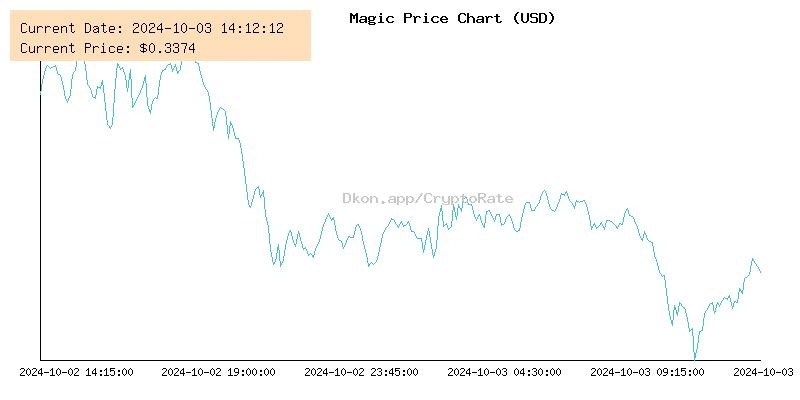 Magic Price Chart (USD)
Current Date: 2024-10-03 14:12:12
Current Price: $0.3374
Dkon.app/CryptoRate
2024-10-02 14:15:00 2024-10-02 19:00:00 2024-10-02 23:45:00 2024-10-03 04:30:00 2024-10-03 09:15:00 2024-10-03